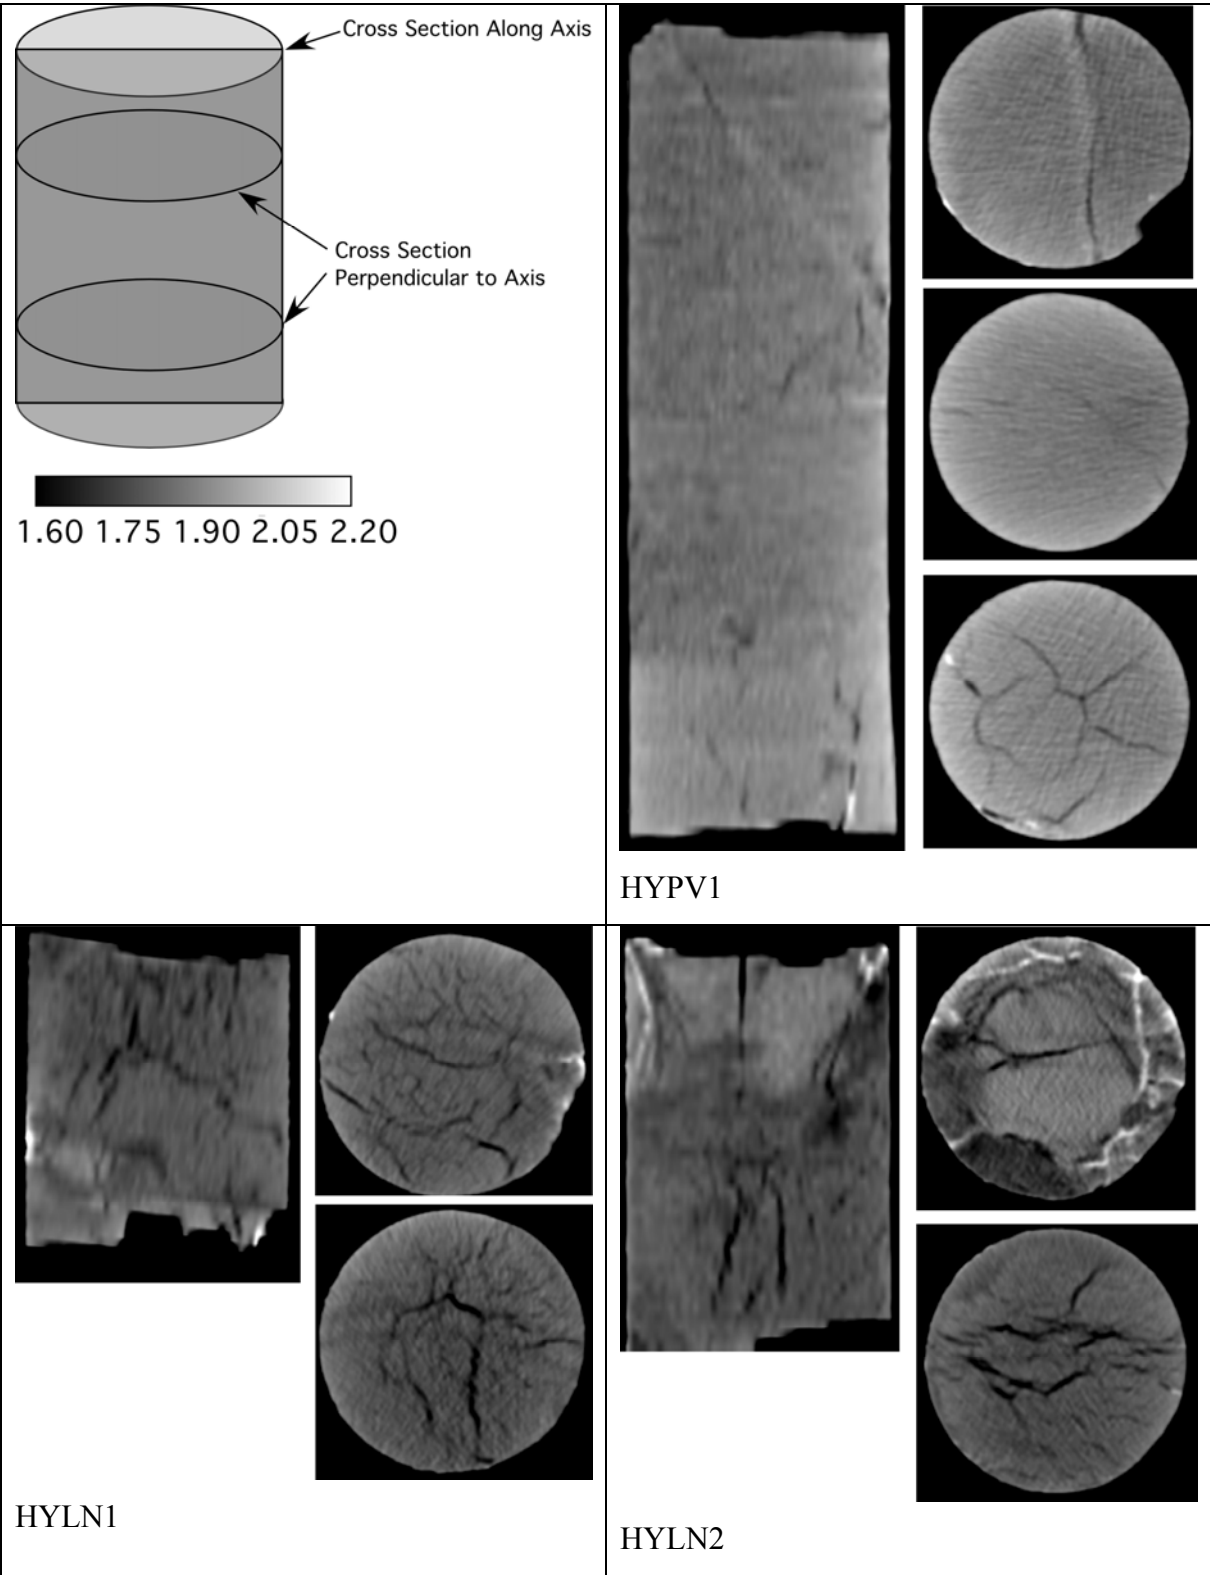 Cross Section Along Axis
Cross Section
Perpendicular to Axis
1.60 1.75 1.90 2.05 2.20
HYPV1
HYLN1
HYLN2